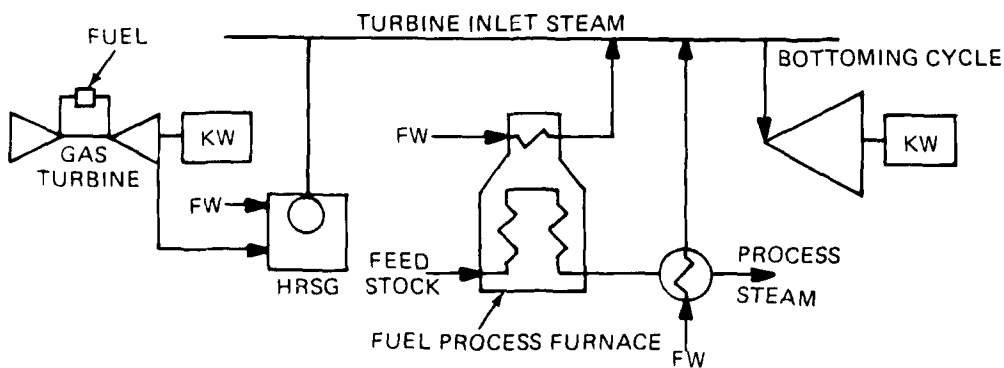 TURBINE INLET STEAM
FUEL
BOTTOMING CYCLE
GAS
TURBINE
KW
FW
KW
FW
HRSG
FEED
STOCK
PROCESS
STEAM
FUEL PROCESS FURNACE
FW